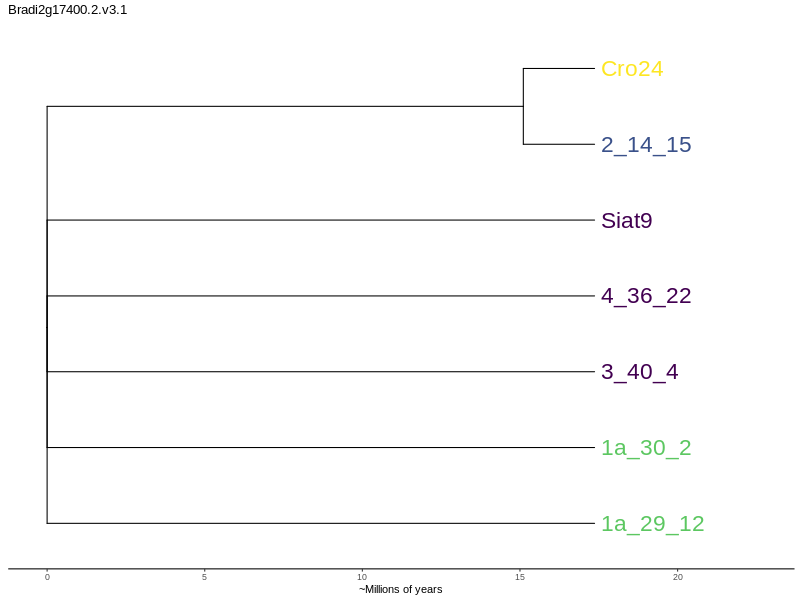 Bradi2g17400.2.v3.1
Cro24
2_14_15
Siat9
4_36_22
3_40_4
1a_30_2
1a_29_12
0 5 10 15 20
~Millions of years